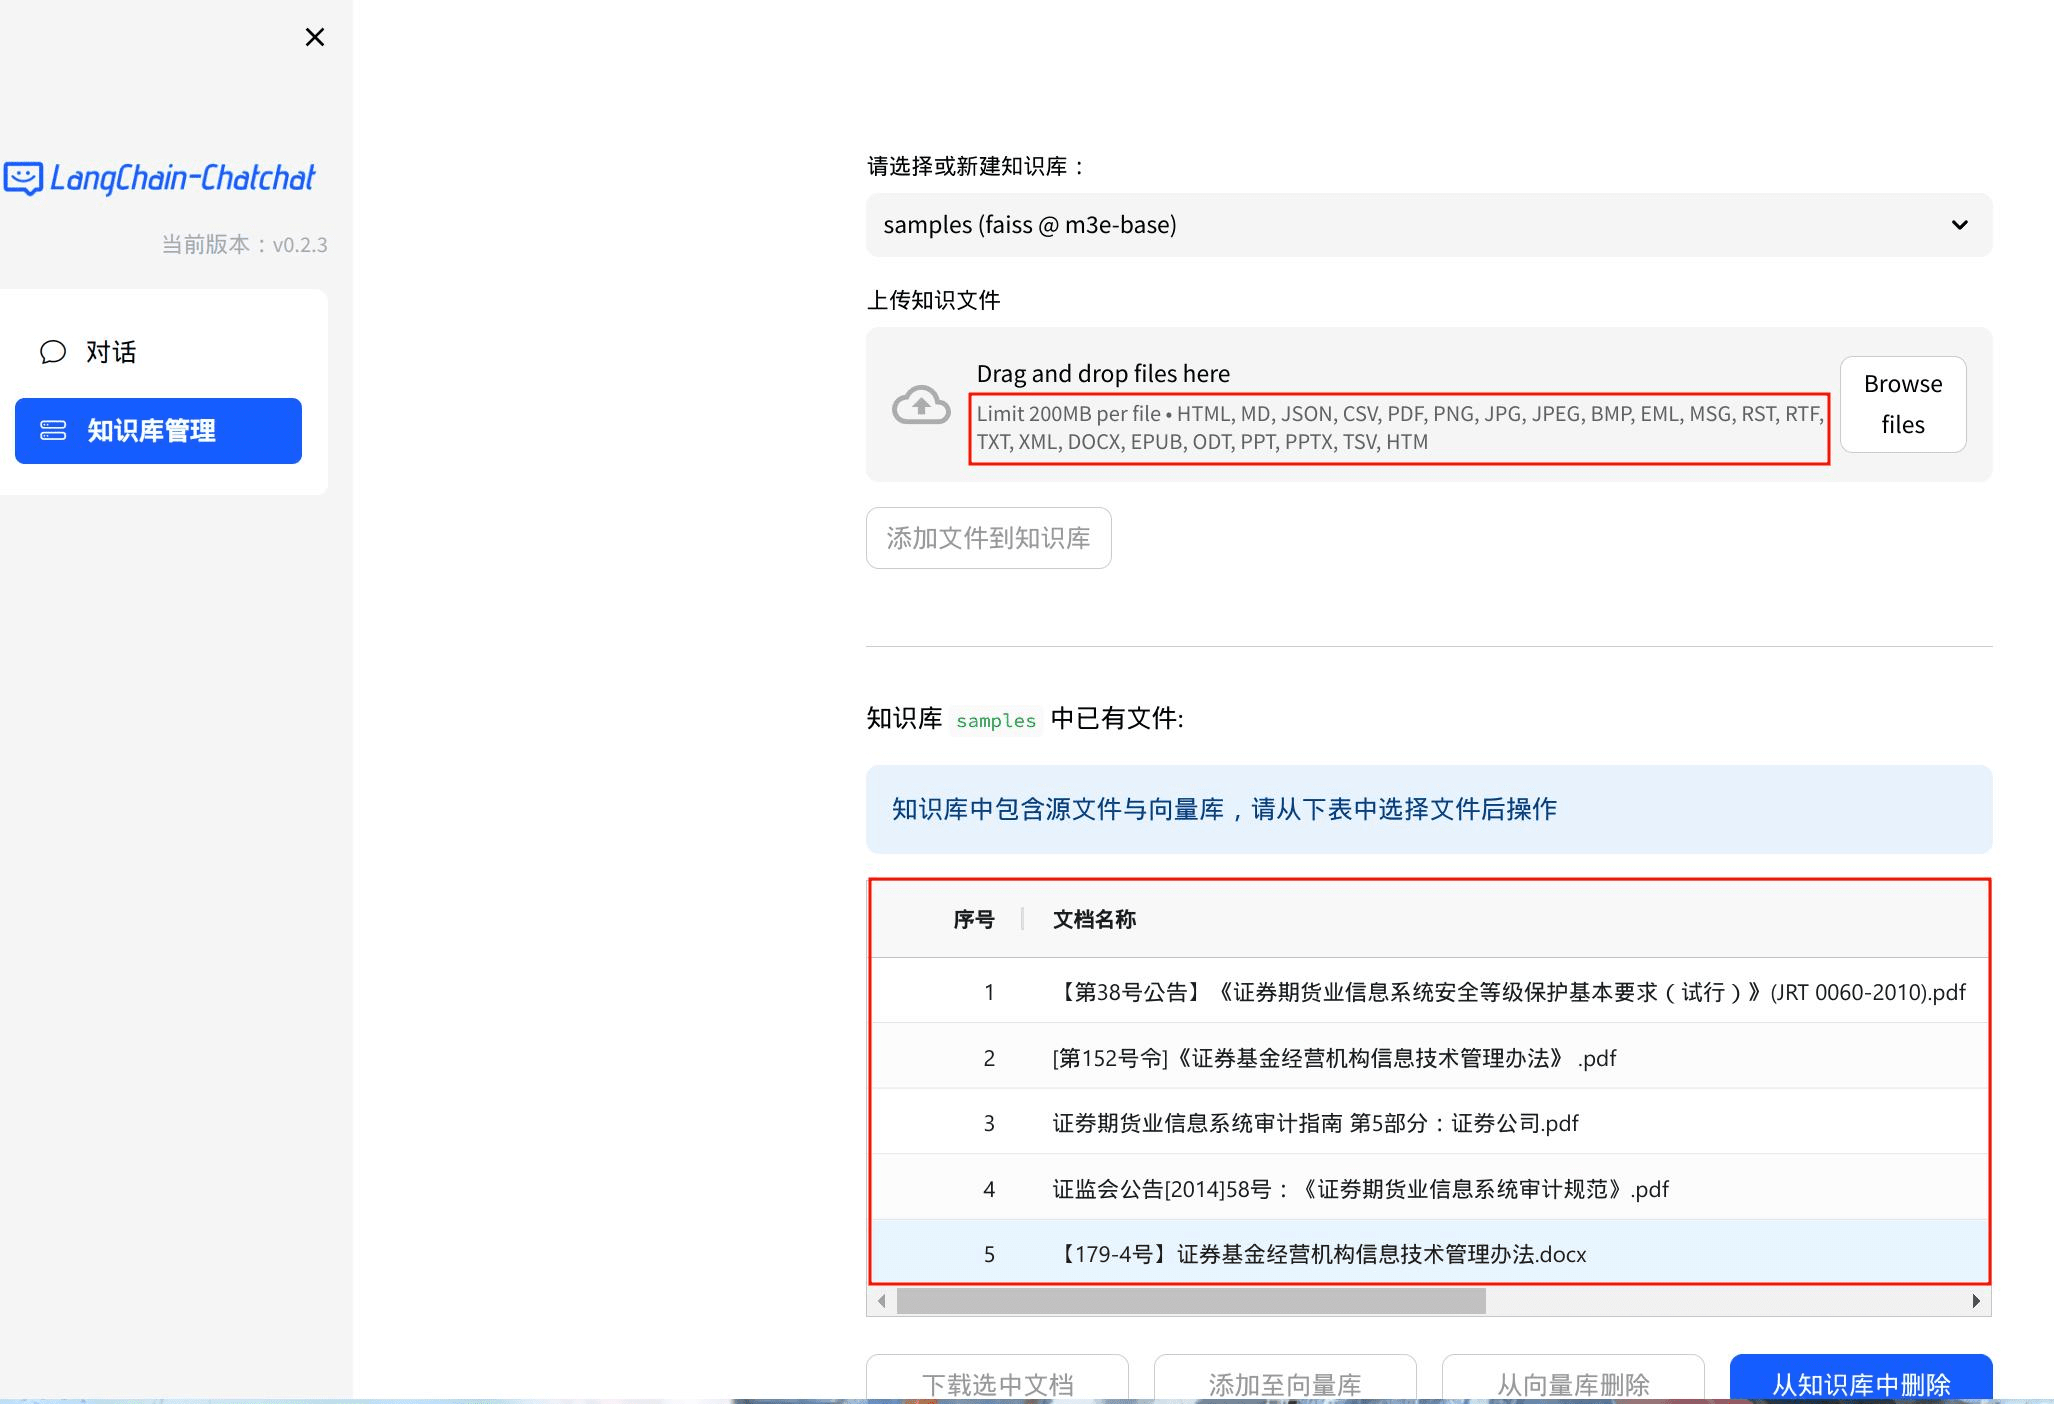 LangChain-Chatchat
当前版本：v0.2.3
对话
知识库管理
请选择或新建知识库：
samples (faiss @ m3e-base)
上传知识文件
Drag and drop files here
Limit 200MB per file • HTML, MD, JSON, CSV, PDF, PNG, JPG, JPEG, BMP, EML, MSG, RST, RTF,
TXT, XML, DOCX, EPUB, ODT, PPT, PPTX, TSV, HTM
Browse
files
添加文件到知识库
知识库 samples 中已有文件:
知识库中包含源文件与向量库，请从下表中选择文件后操作
序号 文档名称
1 【第38号公告】《证券期货业信息系统安全等级保护基本要求（试行）》(JRT 0060-2010).pdf
2 [第152号令]《证券基金经营机构信息技术管理办法》 .pdf
3 证券期货业信息系统审计指南 第5部分：证券公司.pdf
4 证监会公告[2014]58号：《证券期货业信息系统审计规范》.pdf
5 【179-4号】证券基金经营机构信息技术管理办法.docx
下载选中文档 添加至向量库 从向量库删除 从知识库中删除